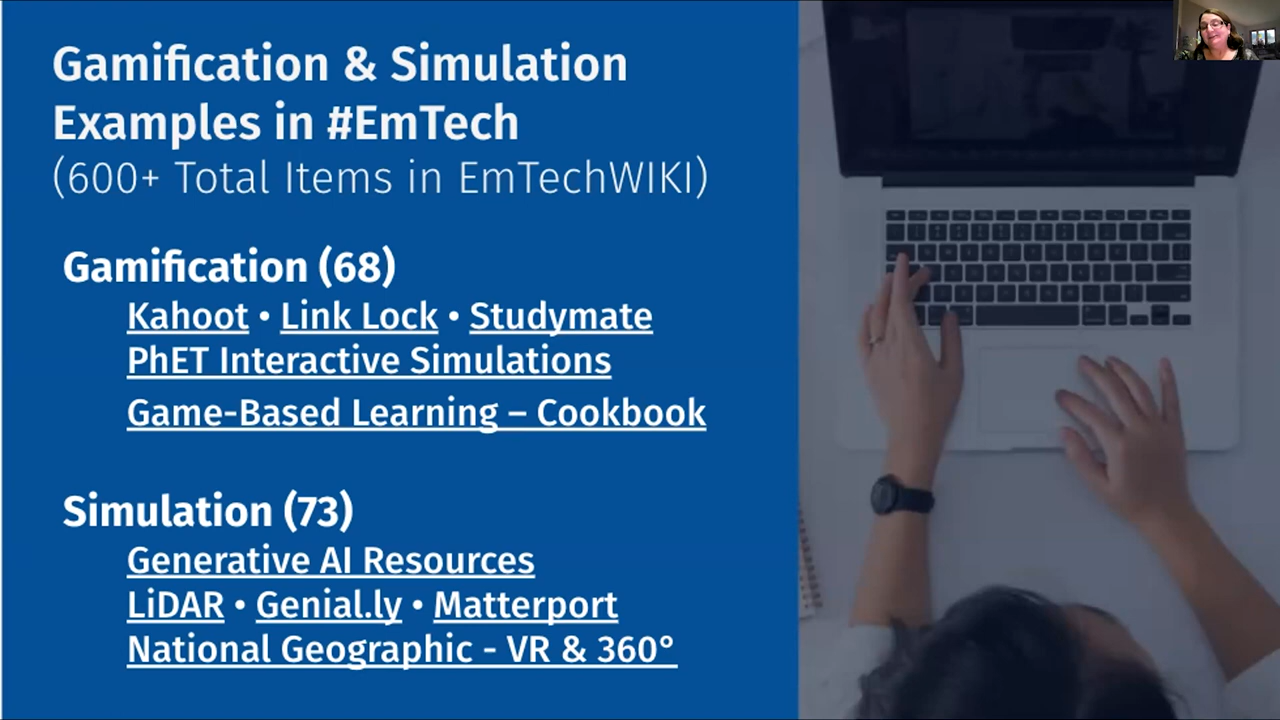 Gamification & Simulation
Examples in #EmTech
(600+ Total Items in EmTechWIKI)
Gamification (68)
Kahoot • Link Lock • Studymate
PhET Interactive Simulations
Game-Based Learning – Cookbook
Simulation (73)
Generative AI Resources
LiDAR • Genial.ly • Matterport
National Geographic - VR & 360°